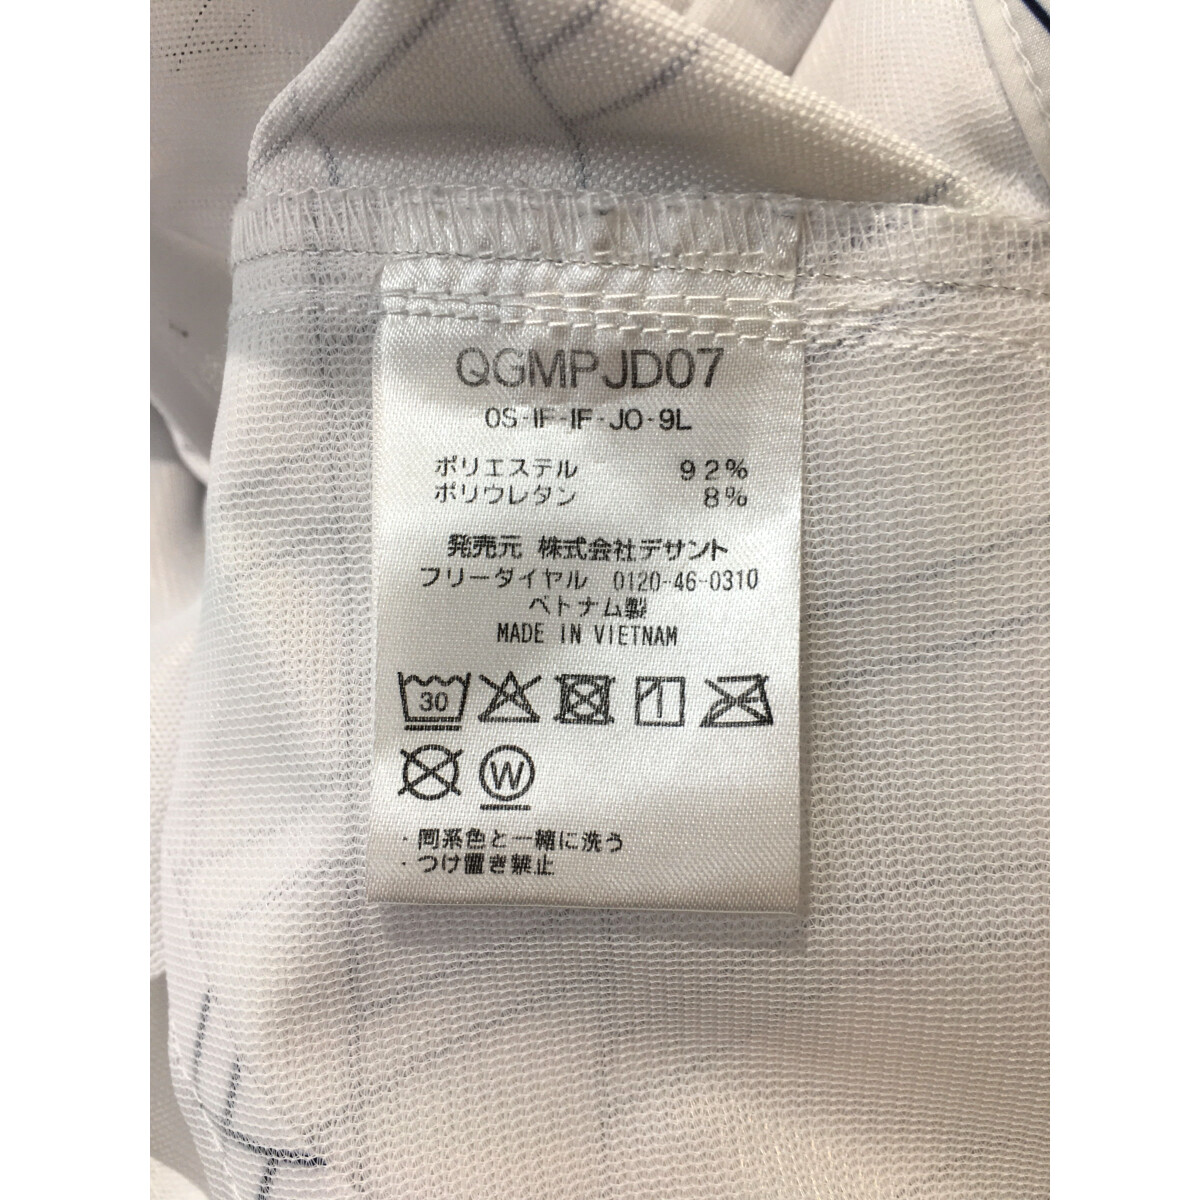 QGMPJD07
0S-IF-IF-JO-9L
ポリエステル 92%
ポリウレタン 8%
発売元 株式会社デサント
フリーダイヤル 0120-46-0310
ベトナム製
MADE IN VIETNAM
30
W
・同系色と一緒に洗う
・つけ置き禁止